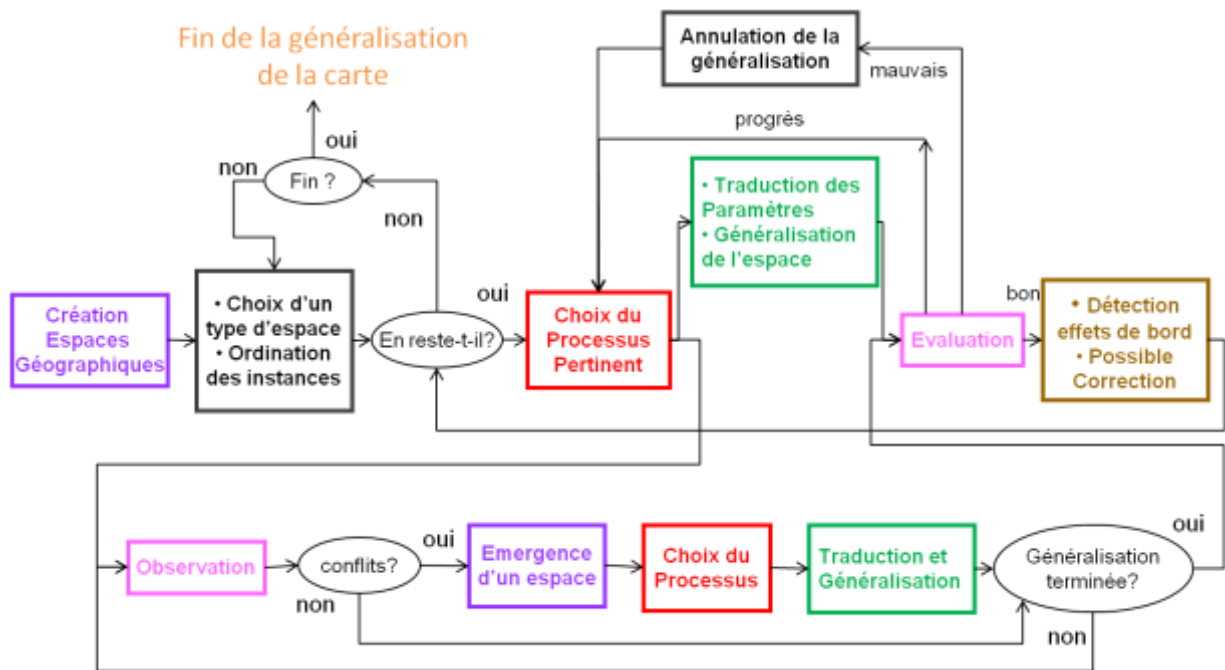 Fin de la généralisation
de la carte
Annulation de la
généralisation
mauvais
progrès
oui
non
Fin ?
non
• Traduction des
Paramètres
• Généralisation
de l'espace
Création
Espaces
Géographiques
• Choix d'un
type d'espace
• Ordination
des instances
En reste-t-il?
oui
Choix du
Processus
Pertinent
Evaluation
bon
• Détection
effets de bord
• Possible
Correction
Observation
conflits?
oui
non
Emergence
d'un espace
Choix du
Processus
Traduction et
Généralisation
Généralisation
terminée?
oui
non